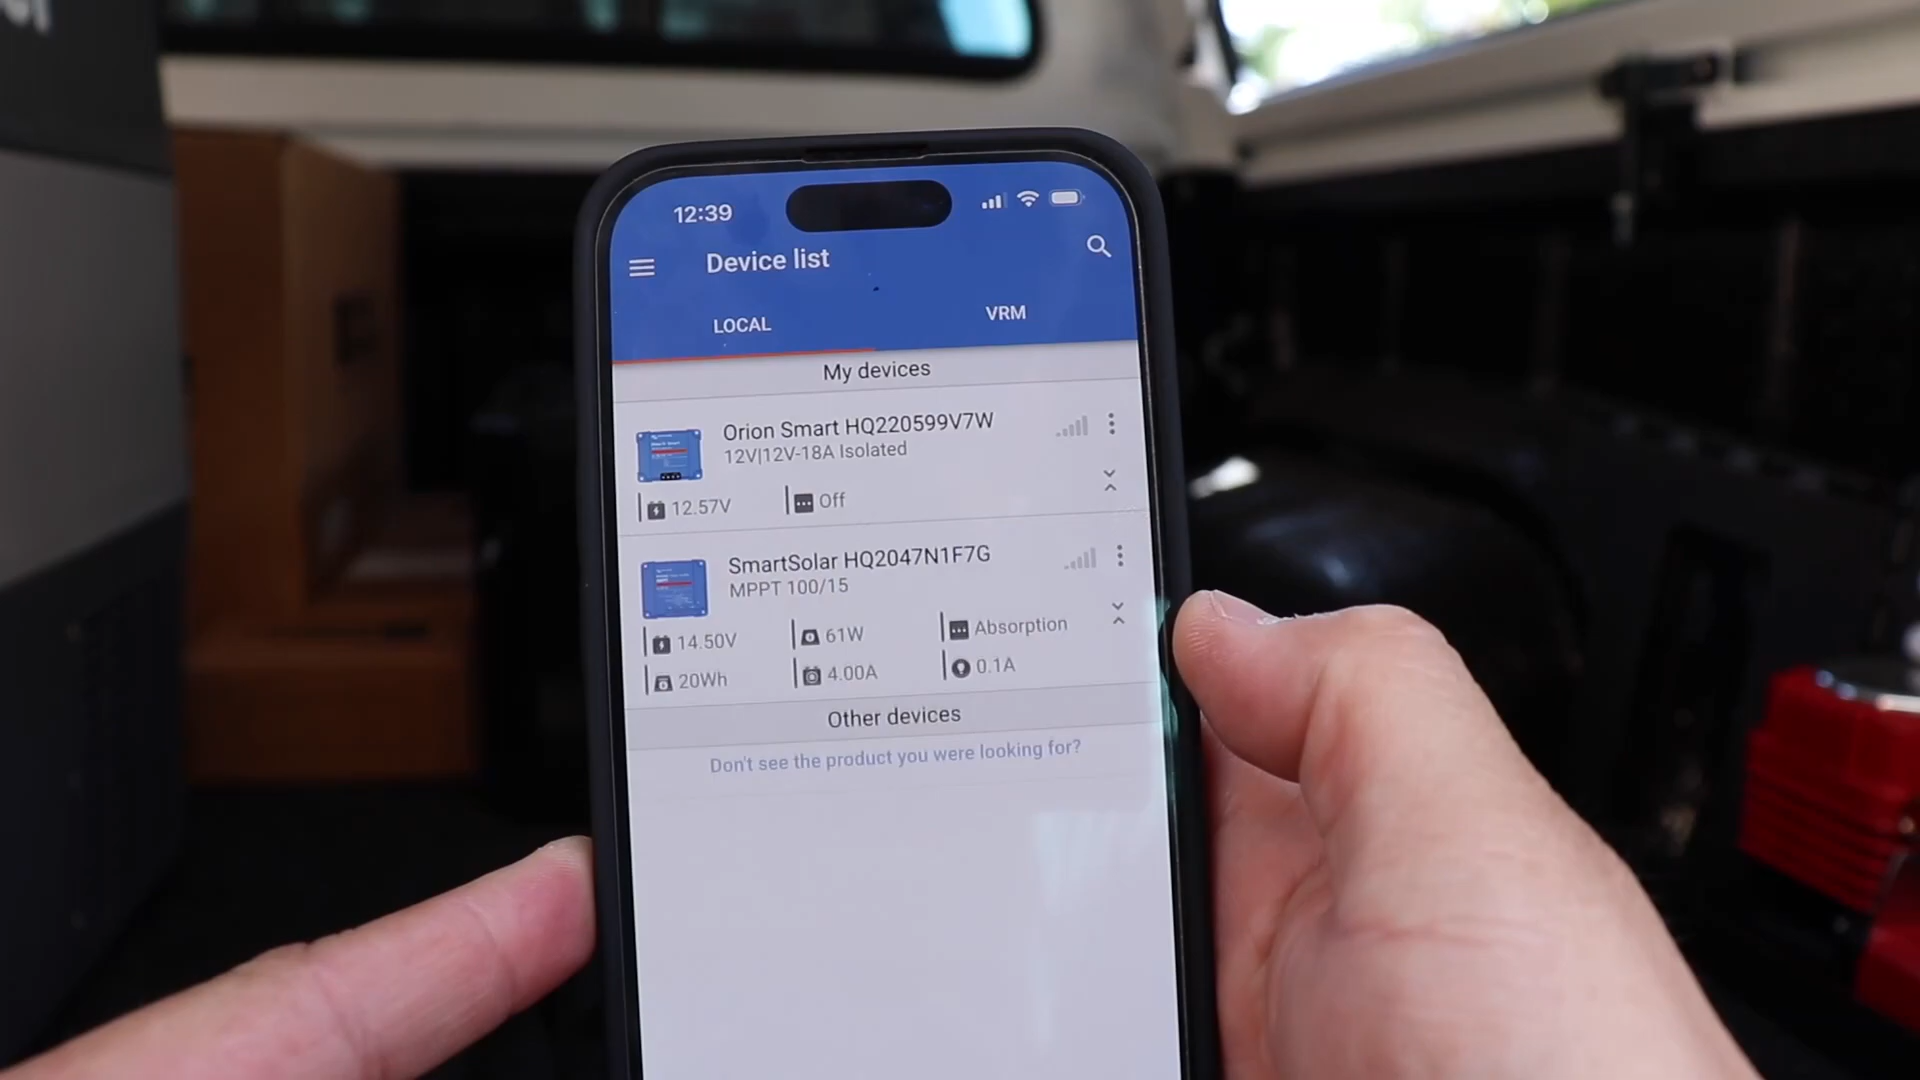 12:39
Device list
LOCAL
VRM
My devices
Orion Smart HQ220599V7W
12V|12V-18A Isolated
12.57V
Off
SmartSolar HQ2047N1F7G
MPPT 100/15
14.50V
61W
Absorption
20Wh
4.00A
0.1A
Other devices
Don't see the product you were looking for?